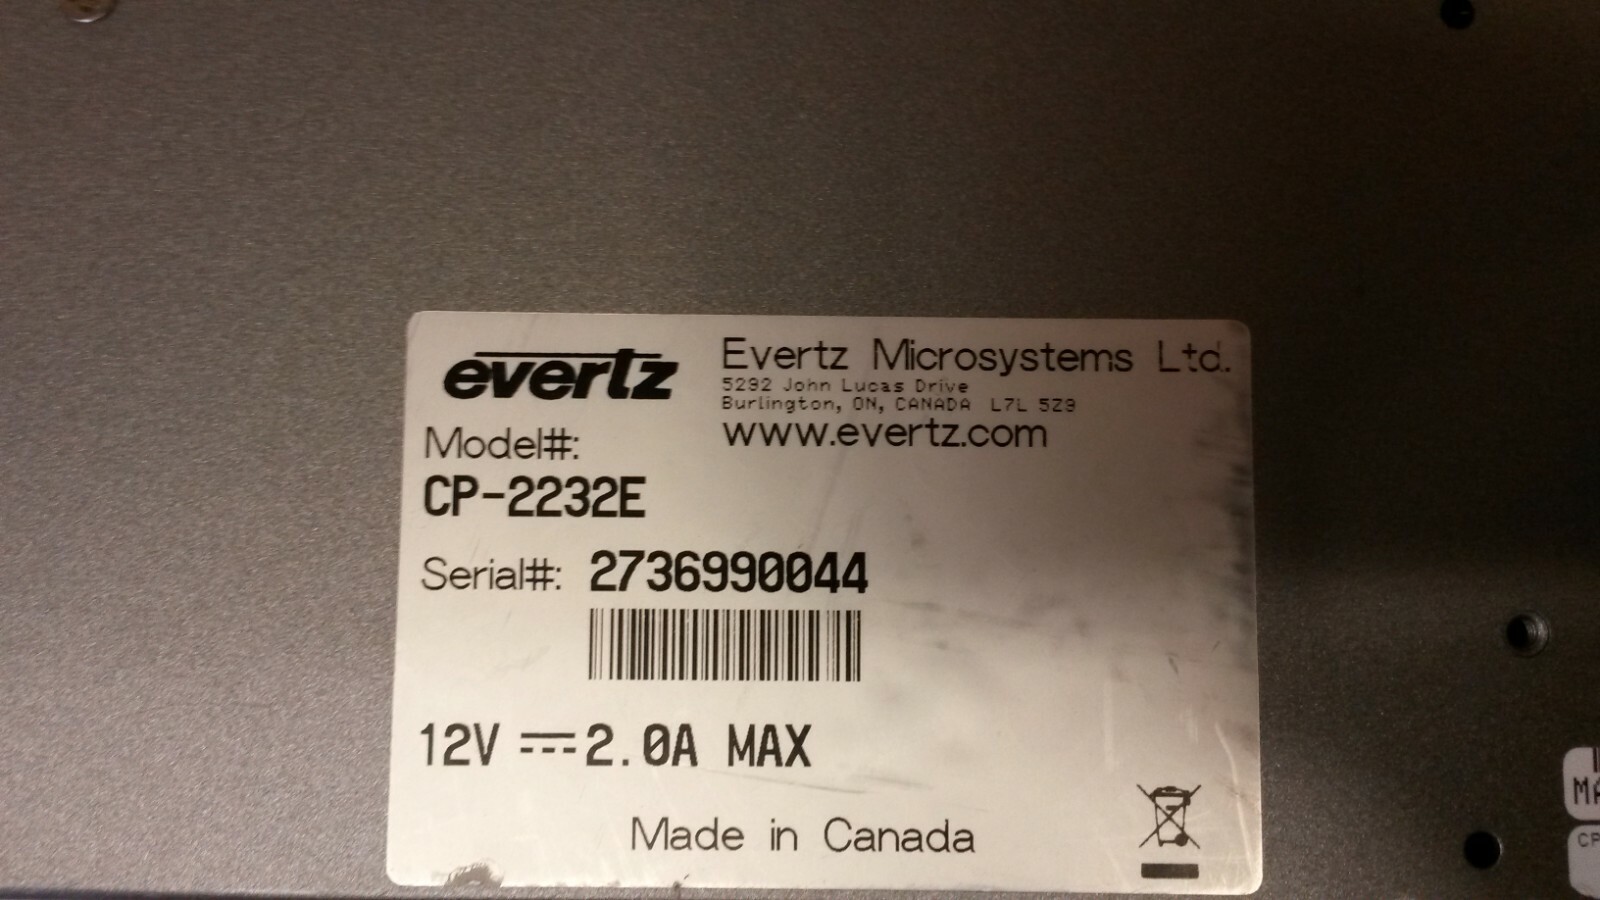 evertz
Evertz Microsystems Ltd.
5292 John Lucas Drive
Burlington, ON, CANADA L7L 5Z9
www.evertz.com
Model#:
CP-2232E
Serial#: 2736990044
12V ⎓ 2.0A MAX
Made in Canada